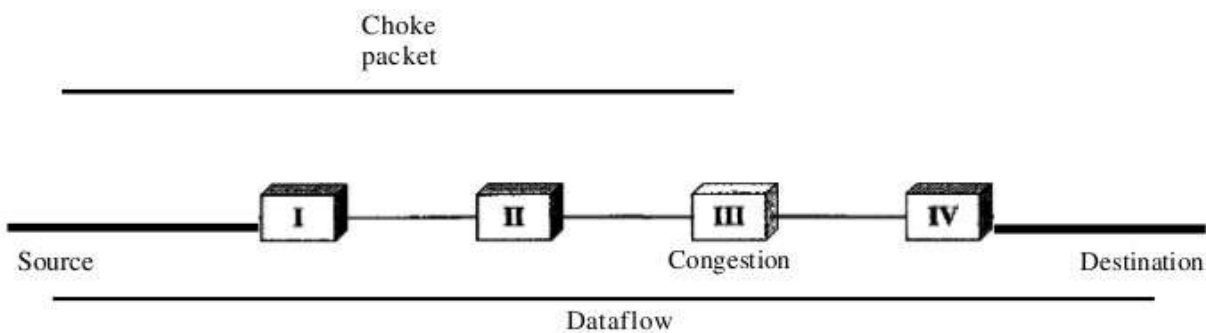 Choke
packet
I
II
III
IV
Source
Congestion
Destination
Dataflow